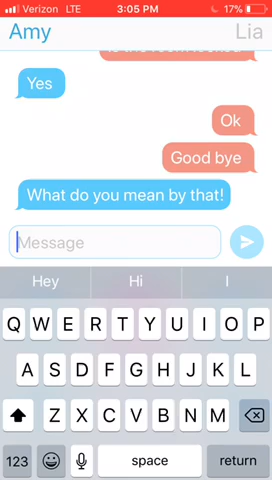 Verizon LTE 3:05 PM 17%
Amy Lia
Yes
Ok
Good bye
What do you mean by that!
Message
Hey Hi I
Q W E R T Y U I O P
A S D F G H J K L
Z X C V B N M
123 space return